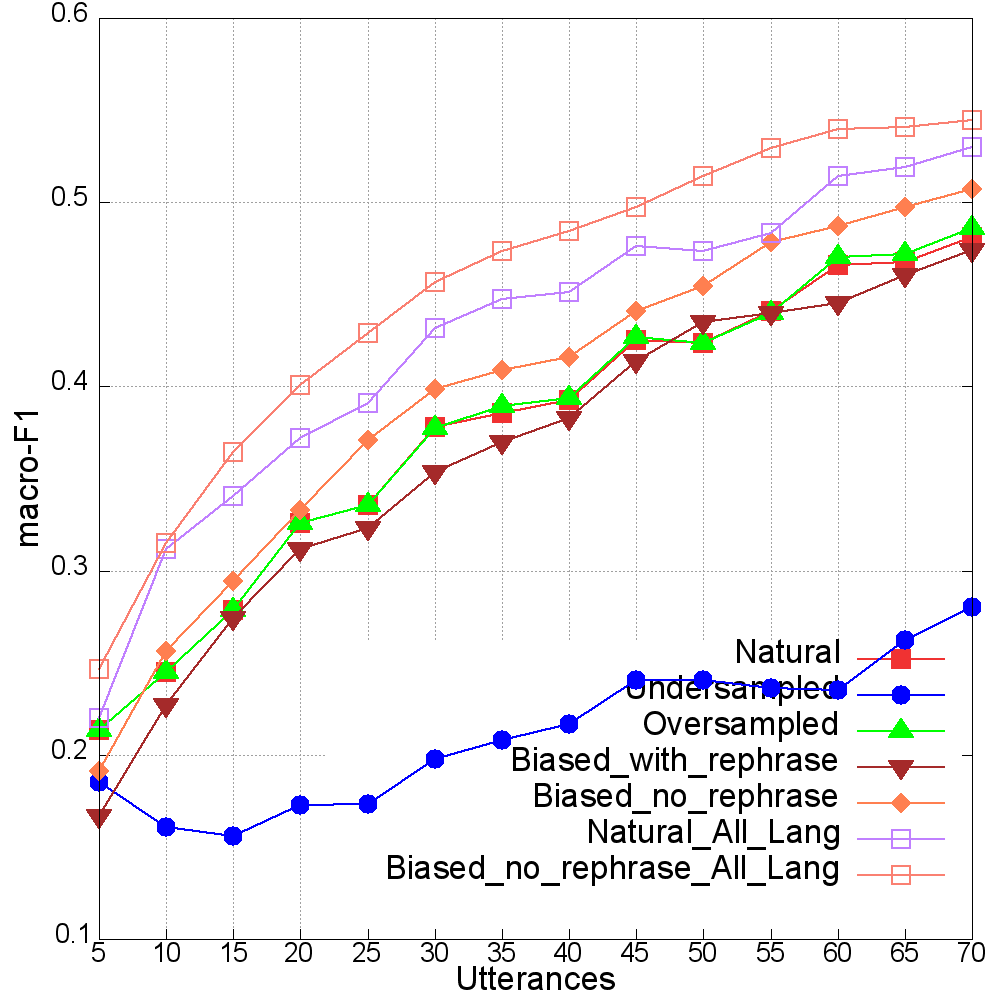 0.6
0.5
0.4
0.3
0.2
0.1
macro-F1
Natural
Undersampled
Oversampled
Biased_with_rephrase
Biased_no_rephrase
Natural_All_Lang
Biased_no_rephrase_All_Lang
5 10 15 20 25 30 35 40 45 50 55 60 65 70
Utterances